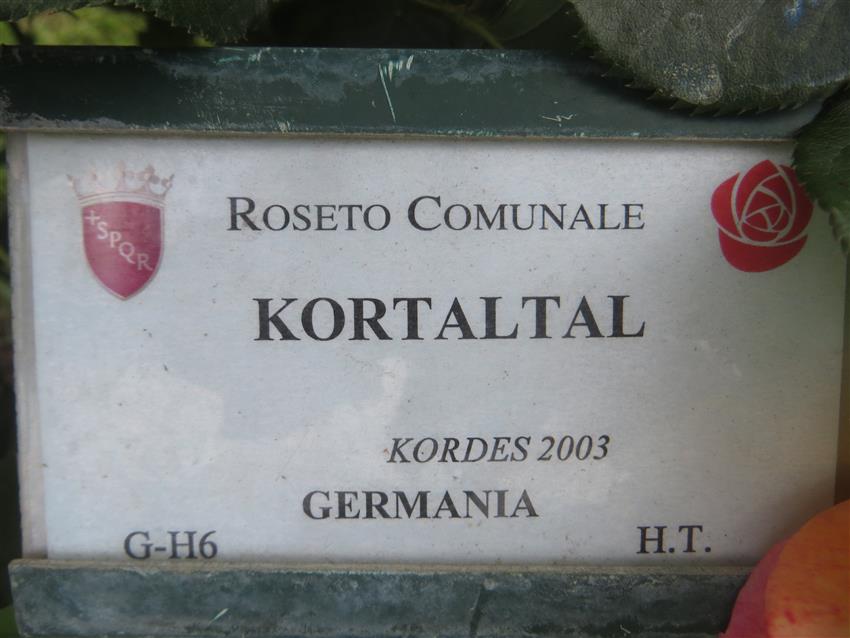 ROSETO COMUNALE
SPQR
KORTALTAL
KORDES 2003
GERMANIA
G-H6
H.T.